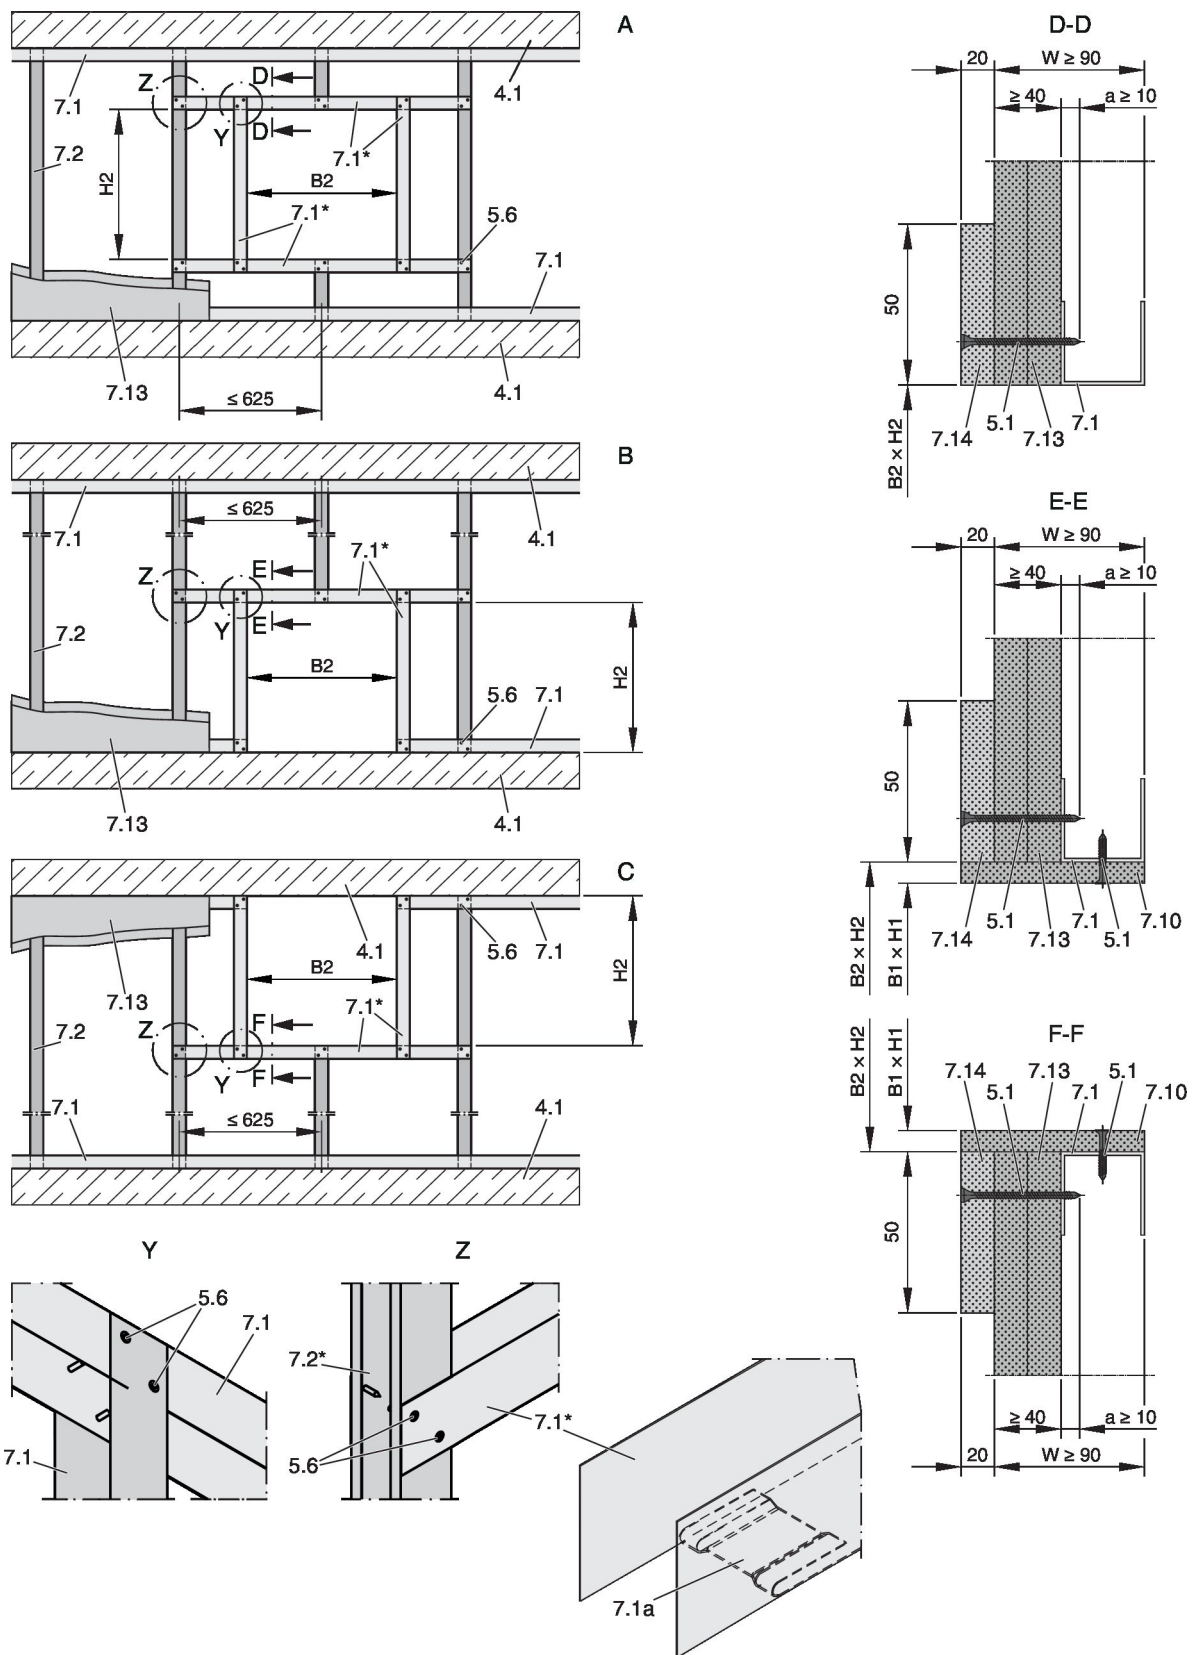 A
4.1
7.1
Z
D
Y
D
7.1*
7.2
H2
B2
7.1*
5.6
7.1
7.13
≤ 625
4.1
B
≤ 625
7.1
4.1
7.1*
Z
E
Y
E
7.2
B2
H2
5.6
7.1
7.13
4.1
C
4.1
5.6
7.1
7.13
B2
H2
7.1*
7.2
Z
F
Y
F
7.1
≤ 625
4.1
Y
5.6
7.1
7.1
Z
7.2*
7.1*
5.6
7.1a
D-D
20
W ≥ 90
≥ 40
a ≥ 10
50
7.14
5.1
7.13
7.1
B2 × H2
E-E
20
W ≥ 90
≥ 40
a ≥ 10
50
7.14
5.1
7.13
7.1
5.1
7.10
B2 × H2
B1 × H1
F-F
B2 × H2
B1 × H1
7.14
5.1
7.13
7.1
5.1
7.10
50
≥ 40
a ≥ 10
20
W ≥ 90